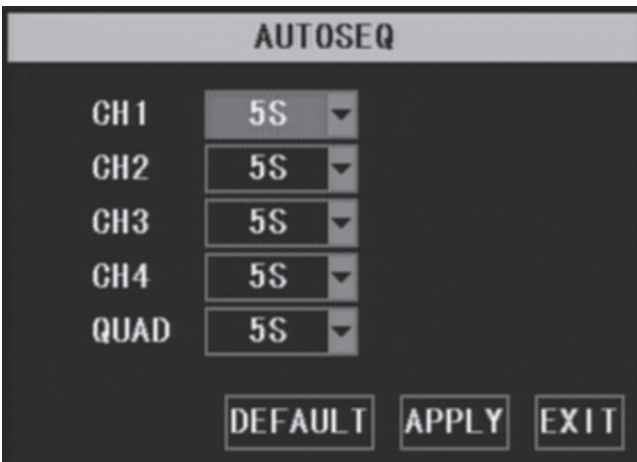 AUTOSEQ
CH1 5S
CH2 5S
CH3 5S
CH4 5S
QUAD 5S
DEFAULT APPLY EXIT